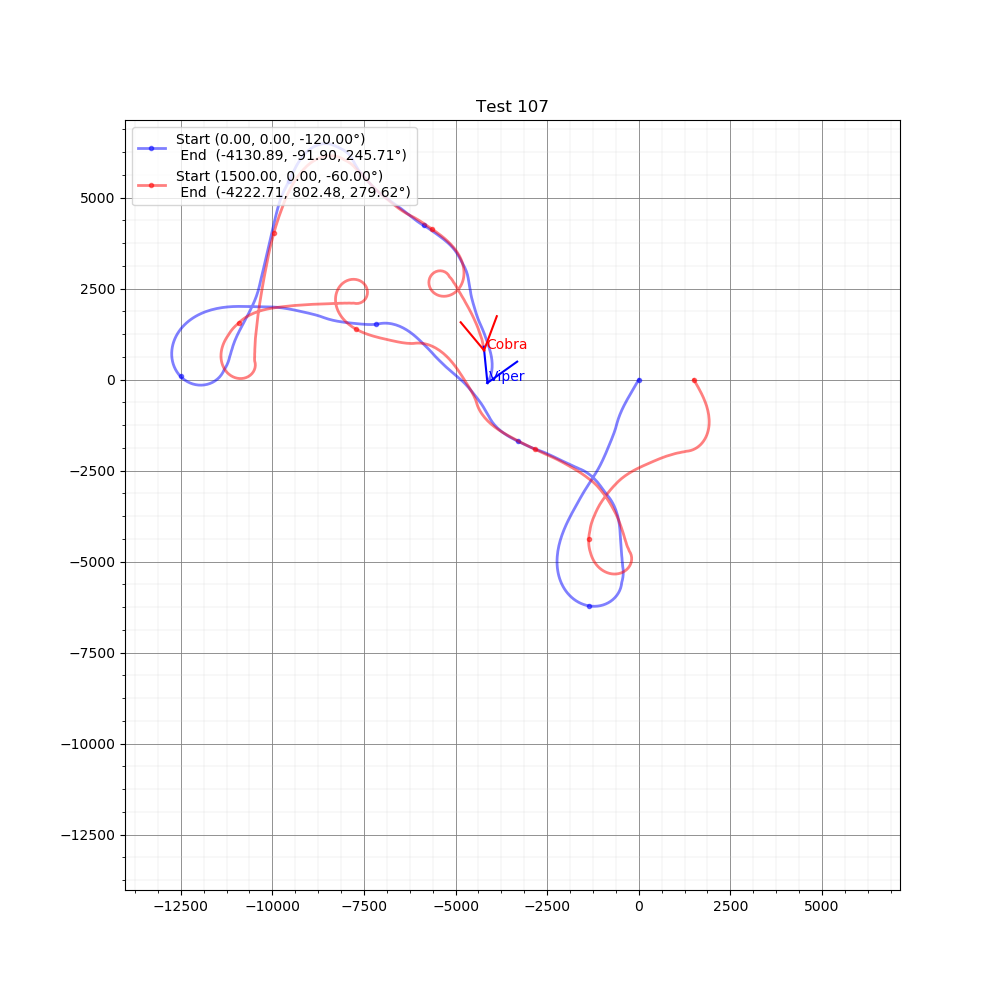 Test 107
Start (0.00, 0.00, -120.00°)
End (-4130.89, -91.90, 245.71°)
Start (1500.00, 0.00, -60.00°)
End (-4222.71, 802.48, 279.62°)
5000
2500
0
−2500
−5000
−7500
−10000
−12500
Cobra
Viper
−12500 −10000 −7500 −5000 −2500 0 2500 5000